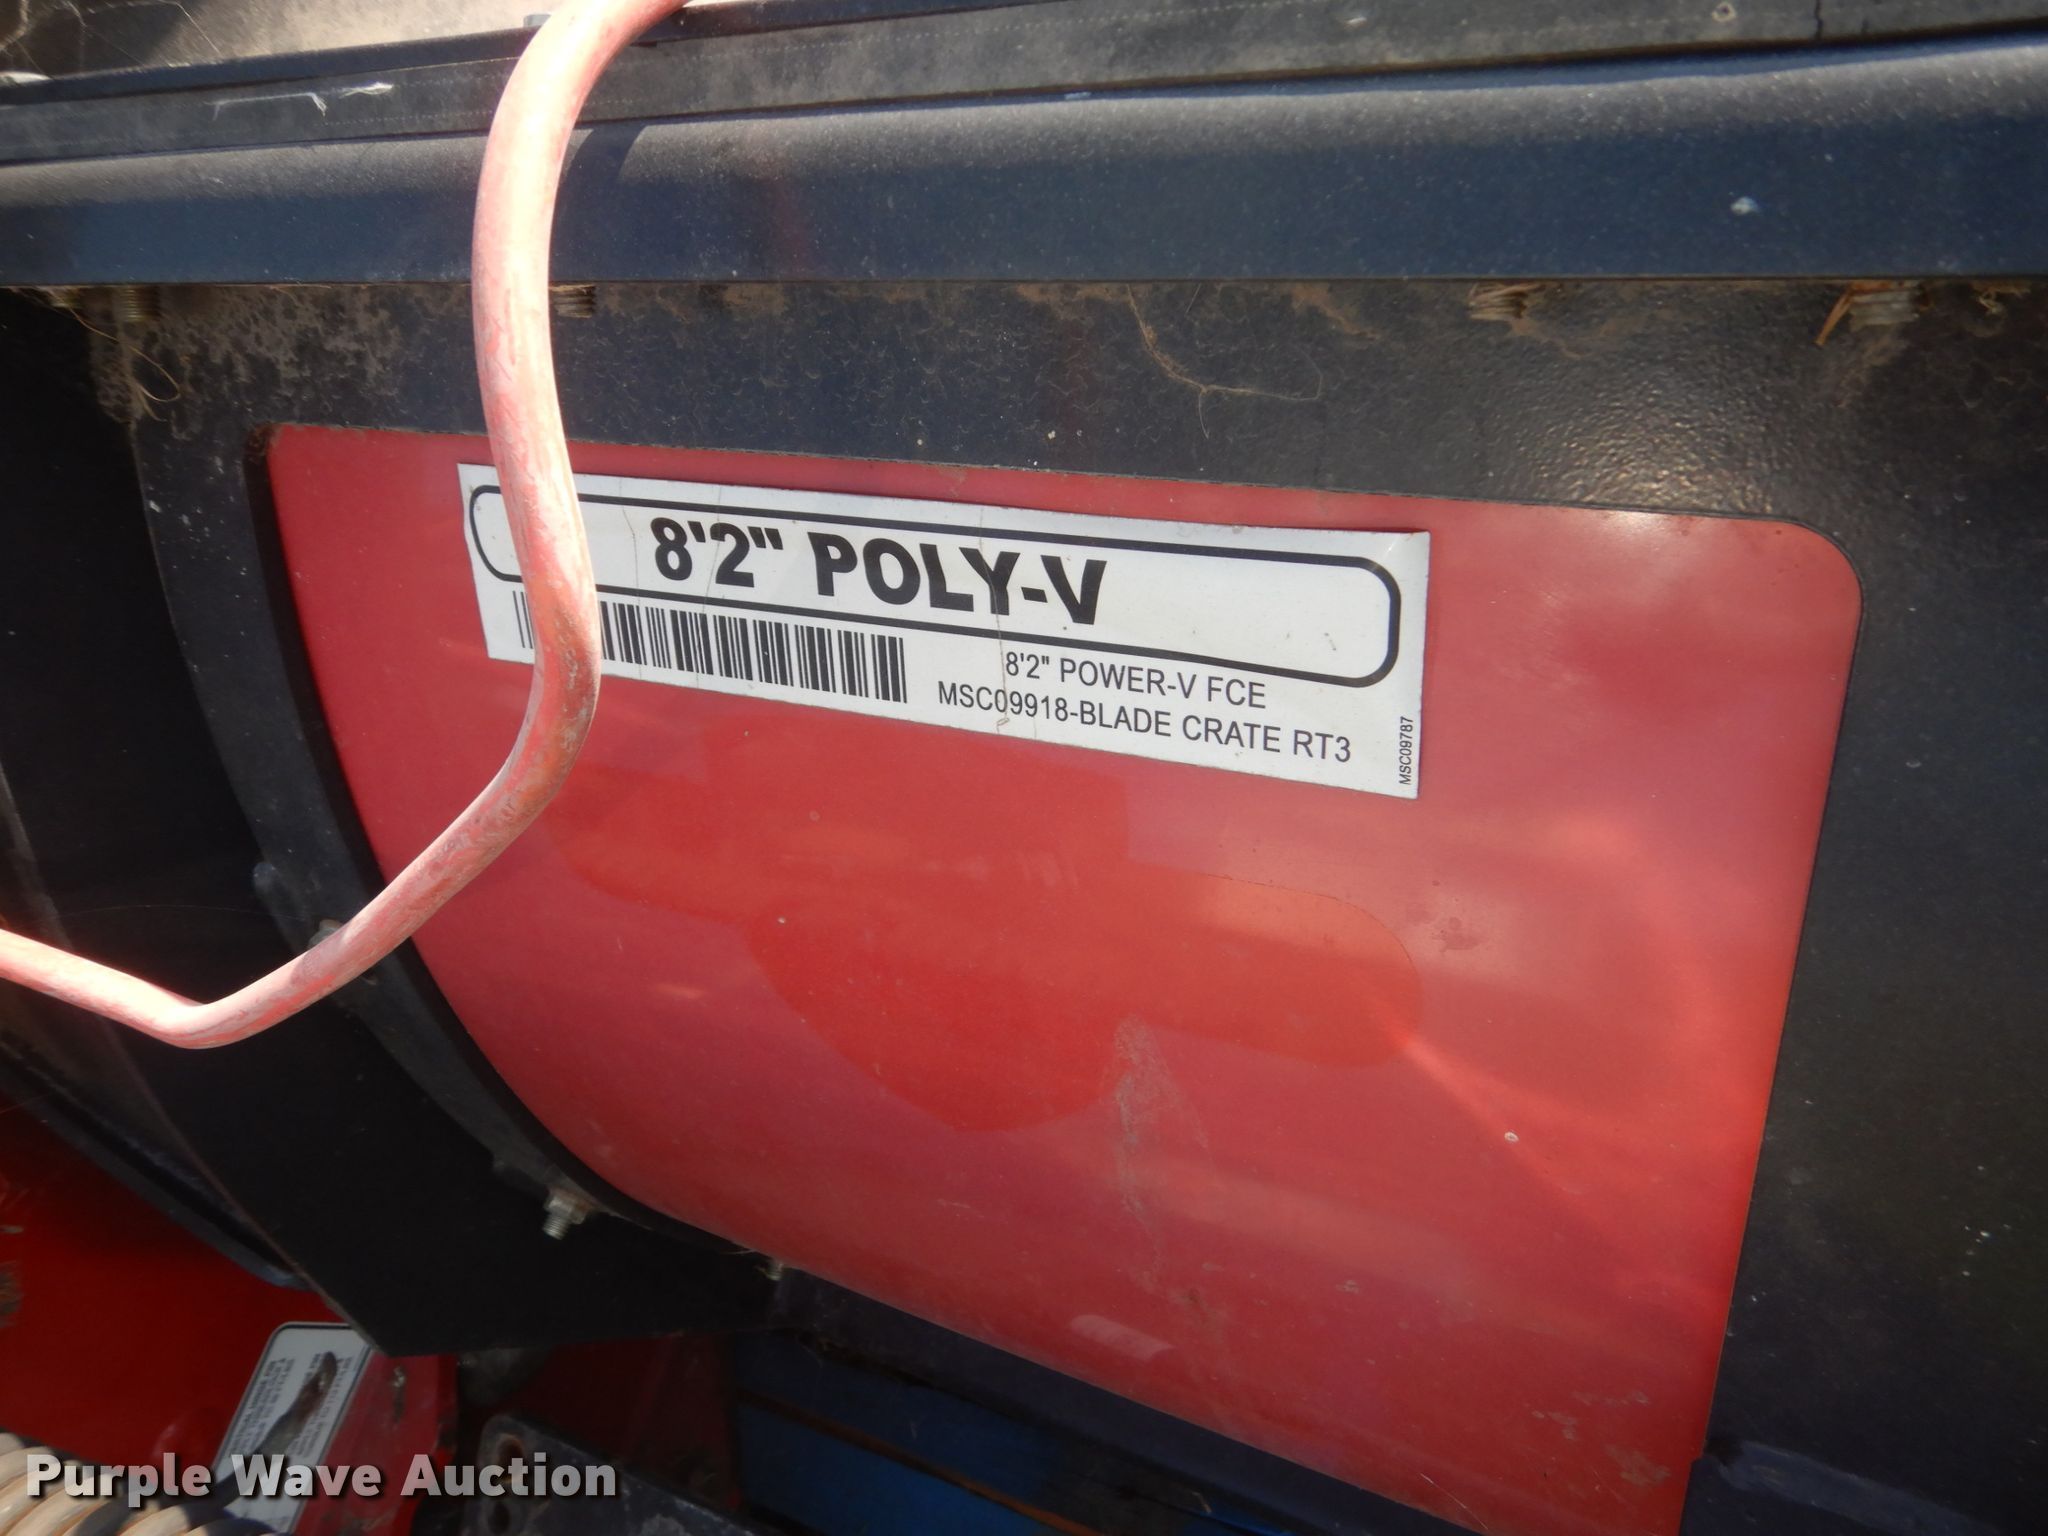 8'2" POLY-V
8'2" POWER-V FCE
MSC09918-BLADE CRATE RT3
MSC09787
Purple Wave Auction